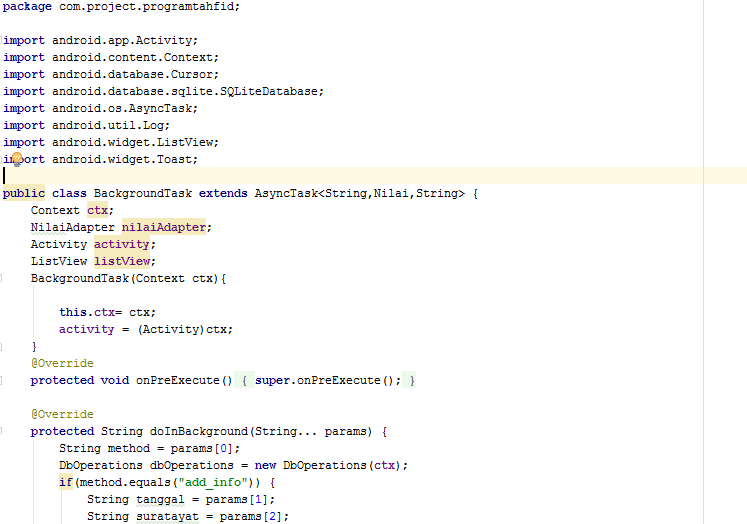 package com.project.programtahfid;
import android.app.Activity;
import android.content.Context;
import android.database.Cursor;
import android.database.sqlite.SQLiteDatabase;
import android.os.AsyncTask;
import android.util.Log;
import android.widget.ListView;
import android.widget.Toast;
public class BackgroundTask extends AsyncTask<String,Nilai,String> {
Context ctx;
NilaiAdapter nilaiAdapter;
Activity activity;
ListView listView;
BackgroundTask(Context ctx){
this.ctx= ctx;
activity = (Activity)ctx;
}
@Override
protected void onPreExecute() { super.onPreExecute(); }
@Override
protected String doInBackground(String... params) {
String method = params[0];
DbOperations dbOperations = new DbOperations(ctx);
if(method.equals("add_info")) {
String tanggal = params[1];
String suratayat = params[2];